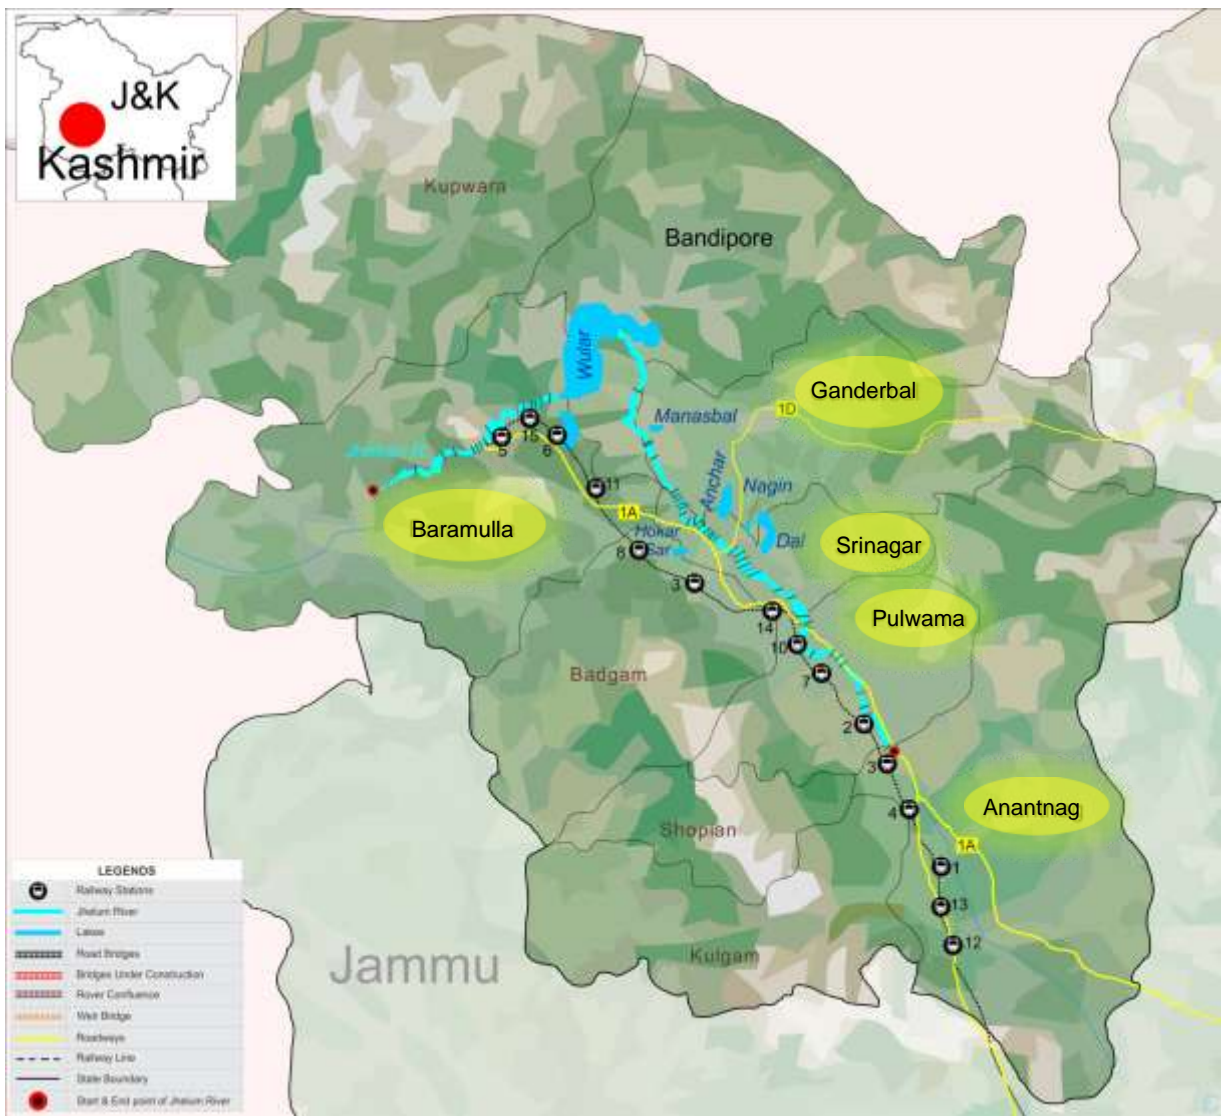 J&K
Kashmir
Kupwara
Bandipore
Wular
Ganderbal
1D
Manasbal
Jhelum R.
15
5
6
Anchar
Nagin
11
1A
Baramulla
Hokar
Sar
Dal
Srinagar
8
3
Pulwama
14
10
Badgam
7
2
3
Anantnag
4
Shopian
1A
1
13
12
Kulgam
Jammu
LEGENDS
Railway Stations
Jhelum River
Lakes
Road Bridges
Bridges Under Construction
Rover Confluence
Weir Bridge
Roadways
Railway Line
State Boundary
Start & End point of Jhelum River